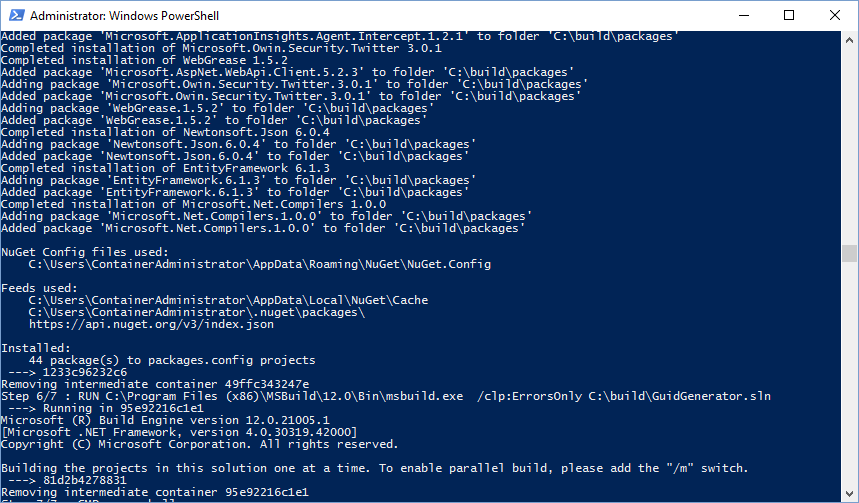 Administrator: Windows PowerShell
Added package 'Microsoft.ApplicationInsights.Agent.Intercept.1.2.1' to folder 'C:\build\packages'
Completed installation of Microsoft.Owin.Security.Twitter 3.0.1
Completed installation of WebGrease 1.5.2
Added package 'Microsoft.AspNet.WebApi.Client.5.2.3' to folder 'C:\build\packages'
Adding package 'Microsoft.Owin.Security.Twitter.3.0.1' to folder 'C:\build\packages'
Added package 'Microsoft.Owin.Security.Twitter.3.0.1' to folder 'C:\build\packages'
Adding package 'WebGrease.1.5.2' to folder 'C:\build\packages'
Added package 'WebGrease.1.5.2' to folder 'C:\build\packages'
Completed installation of Newtonsoft.Json 6.0.4
Adding package 'Newtonsoft.Json.6.0.4' to folder 'C:\build\packages'
Added package 'Newtonsoft.Json.6.0.4' to folder 'C:\build\packages'
Completed installation of EntityFramework 6.1.3
Adding package 'EntityFramework.6.1.3' to folder 'C:\build\packages'
Added package 'EntityFramework.6.1.3' to folder 'C:\build\packages'
Completed installation of Microsoft.Net.Compilers 1.0.0
Adding package 'Microsoft.Net.Compilers.1.0.0' to folder 'C:\build\packages'
Added package 'Microsoft.Net.Compilers.1.0.0' to folder 'C:\build\packages'
NuGet Config files used:
C:\Users\ContainerAdministrator\AppData\Roaming\NuGet\NuGet.Config
Feeds used:
C:\Users\ContainerAdministrator\AppData\Local\NuGet\Cache
C:\Users\ContainerAdministrator\.nuget\packages\
https://api.nuget.org/v3/index.json
Installed:
44 package(s) to packages.config projects
---> 1233c96232c6
Removing intermediate container 49ffc343247e
Step 6/7 : RUN C:\Program Files (x86)\MSBuild\12.0\Bin\msbuild.exe /clp:ErrorsOnly C:\build\GuidGenerator.sln
---> Running in 95e92216c1e1
Microsoft (R) Build Engine version 12.0.21005.1
[Microsoft .NET Framework, version 4.0.30319.42000]
Copyright (C) Microsoft Corporation. All rights reserved.
Building the projects in this solution one at a time. To enable parallel build, please add the "/m" switch.
---> 81d2b4278831
Removing intermediate container 95e92216c1e1